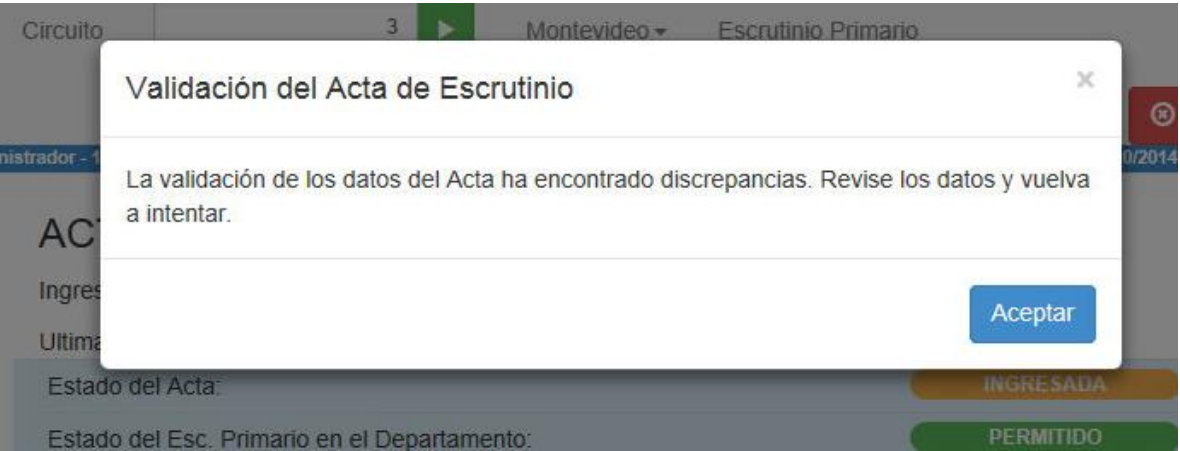 Circuito 3 Montevideo Escrutinio Primario
Validación del Acta de Escrutinio
×
nistrador - 1 0/2014
La validación de los datos del Acta ha encontrado discrepancias. Revise los datos y vuelva
a intentar.
AC
Ingres
Aceptar
Ultima
Estado del Acta: INGRESADA
Estado del Esc. Primario en el Departamento: PERMITIDO